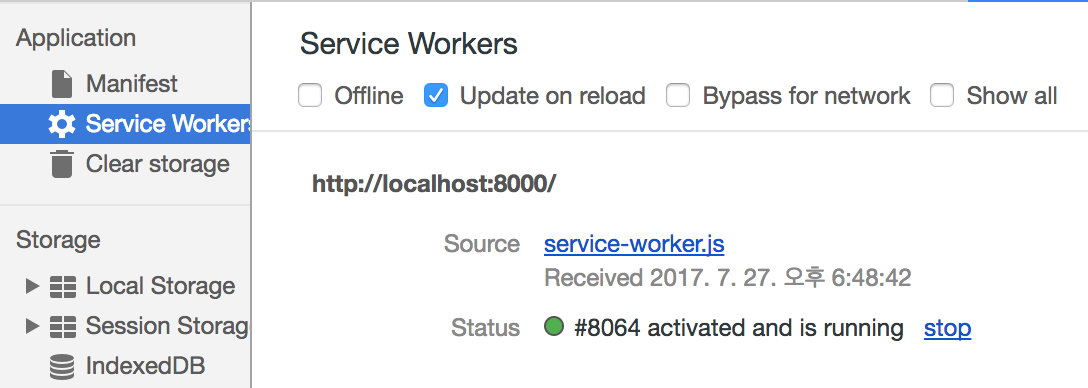 Application
Manifest
Service Workers
Clear storage
Storage
Local Storage
Session Storag
IndexedDB
Service Workers
Offline Update on reload Bypass for network Show all
http://localhost:8000/
Source service-worker.js
Received 2017. 7. 27. 오후 6:48:42
Status #8064 activated and is running stop